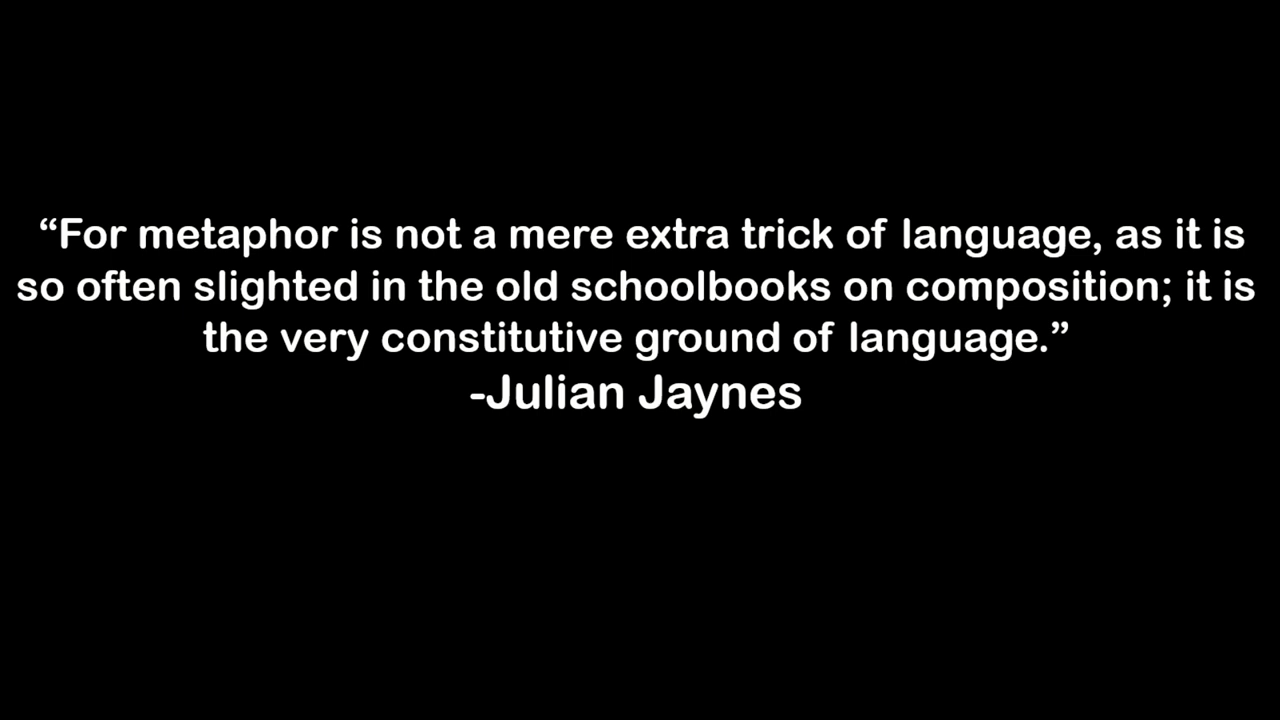 “For metaphor is not a mere extra trick of language, as it is
so often slighted in the old schoolbooks on composition; it is
the very constitutive ground of language.”
-Julian Jaynes